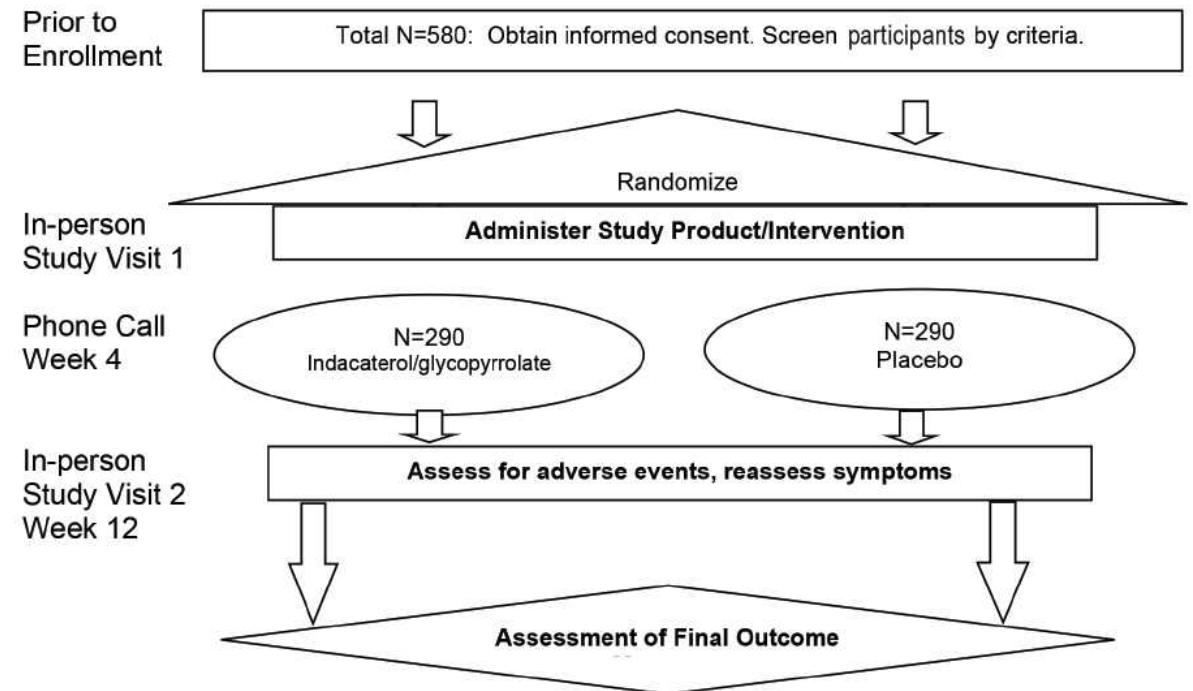 Prior to
Enrollment
Total N=580: Obtain informed consent. Screen participants by criteria.
Randomize
In-person
Study Visit 1
Administer Study Product/Intervention
Phone Call
Week 4
N=290
Indacaterol/glycopyrrolate
N=290
Placebo
In-person
Study Visit 2
Week 12
Assess for adverse events, reassess symptoms
Assessment of Final Outcome